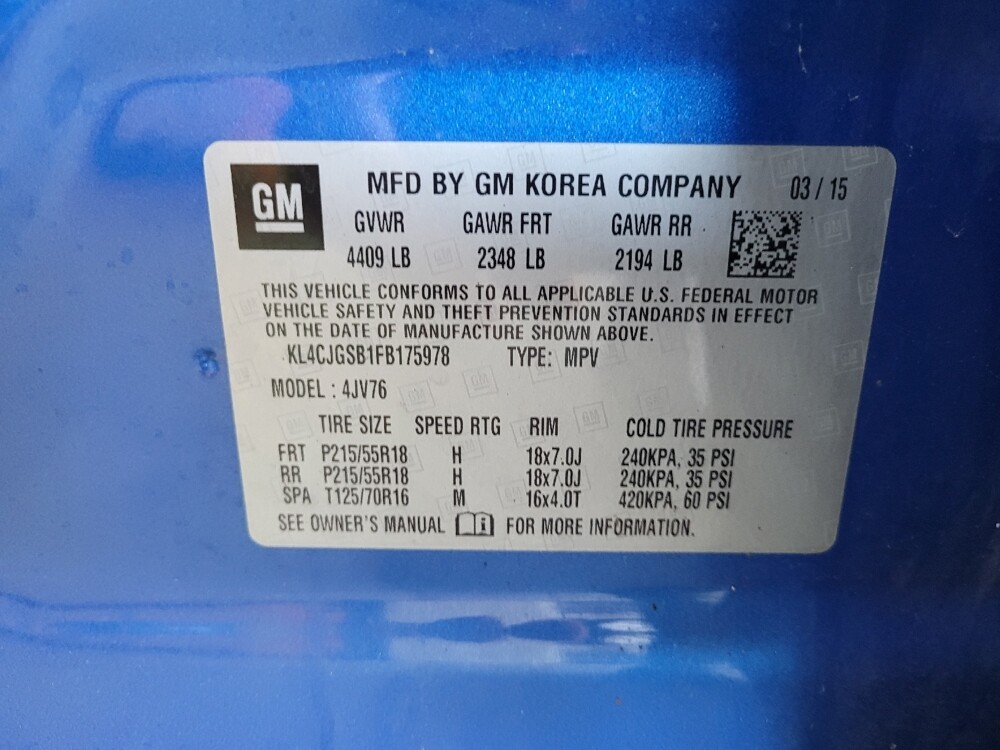 GM
MFD BY GM KOREA COMPANY 03 / 15
GVWR GAWR FRT GAWR RR
4409 LB 2348 LB 2194 LB
THIS VEHICLE CONFORMS TO ALL APPLICABLE U.S. FEDERAL MOTOR
VEHICLE SAFETY AND THEFT PREVENTION STANDARDS IN EFFECT
ON THE DATE OF MANUFACTURE SHOWN ABOVE.
KL4CJGSB1FB175978 TYPE: MPV
MODEL : 4JV76
TIRE SIZE SPEED RTG RIM COLD TIRE PRESSURE
FRT P215/55R18 H 18x7.0J 240KPA, 35 PSI
RR P215/55R18 H 18x7.0J 240KPA, 35 PSI
SPA T125/70R16 M 16x4.0T 420KPA, 60 PSI
SEE OWNER'S MANUAL i FOR MORE INFORMATION.